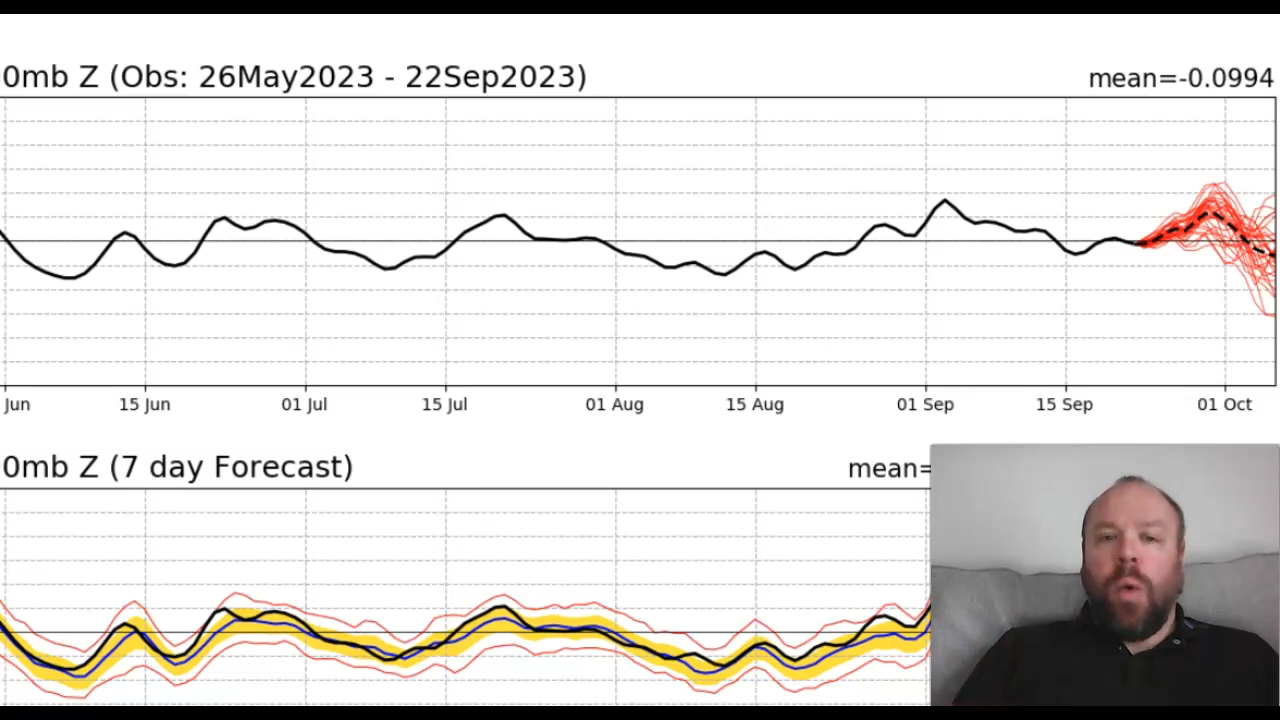 0mb Z (Obs: 26May2023 - 22Sep2023)
mean=-0.0994
Jun 15 Jun 01 Jul 15 Jul 01 Aug 15 Aug 01 Sep 15 Sep 01 Oct
0mb Z (7 day Forecast)
mean=